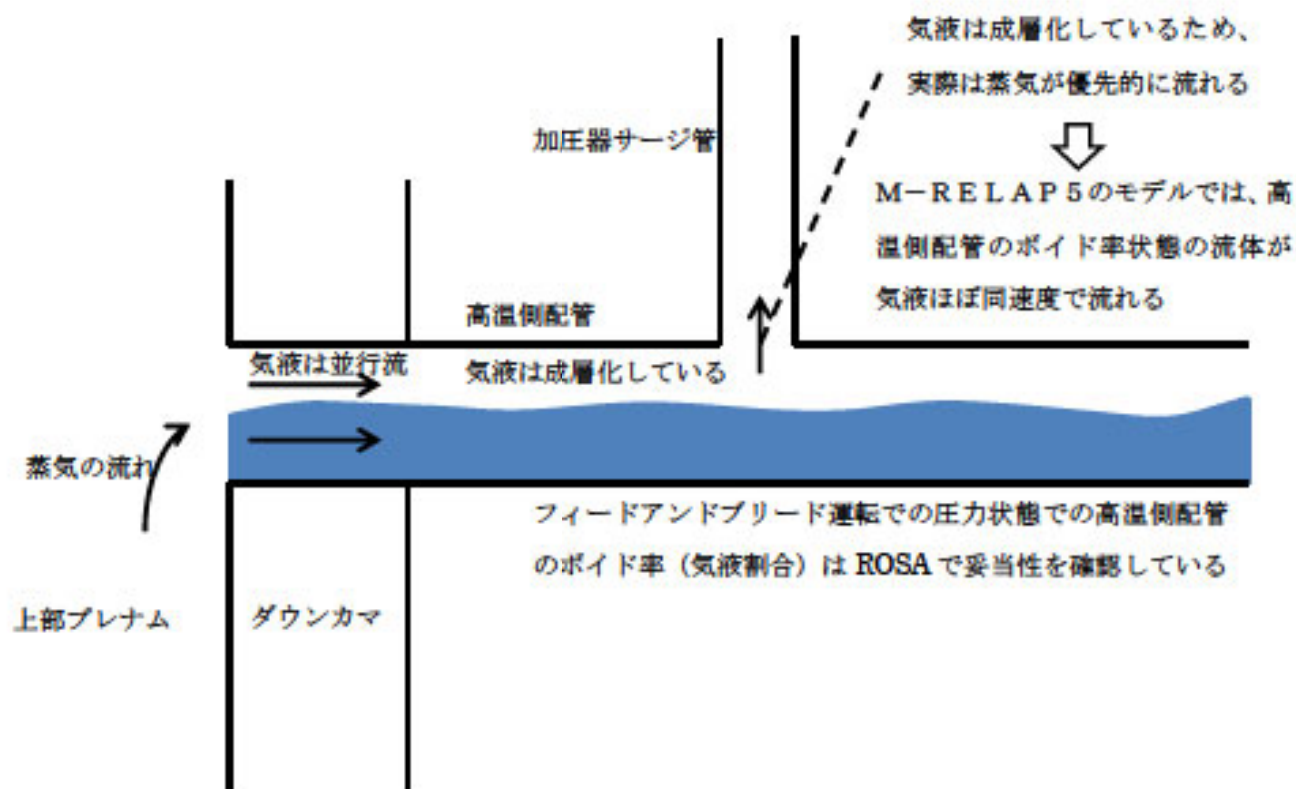 気液は成層化しているため、
実際は蒸気が優先的に流れる
加圧器サージ管
M-RELAP5のモデルでは、高
温側配管のボイド率状態の流体が
気液ほぼ同速度で流れる
高温側配管
気液は並行流
気液は成層化している
蒸気の流れ
フィードアンドブリード運転での圧力状態での高温側配管
のボイド率（気液割合）は ROSA で妥当性を確認している
上部プレナム
ダウンカマ